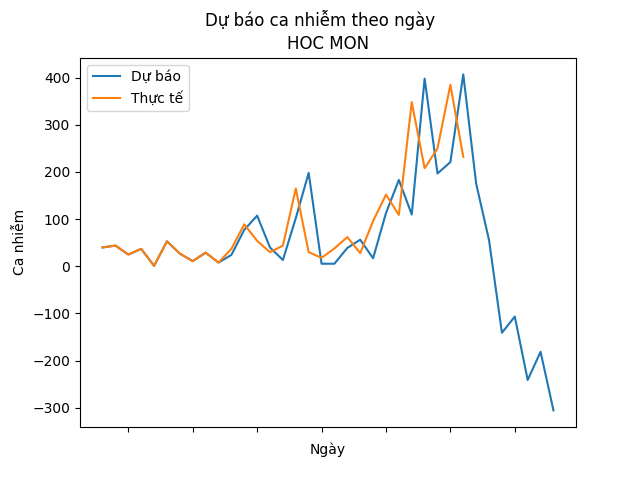 Dự báo ca nhiễm theo ngày
HOC MON
Dự báo
Thực tế
400
300
200
100
0
−100
−200
−300
Ca nhiễm
Ngày